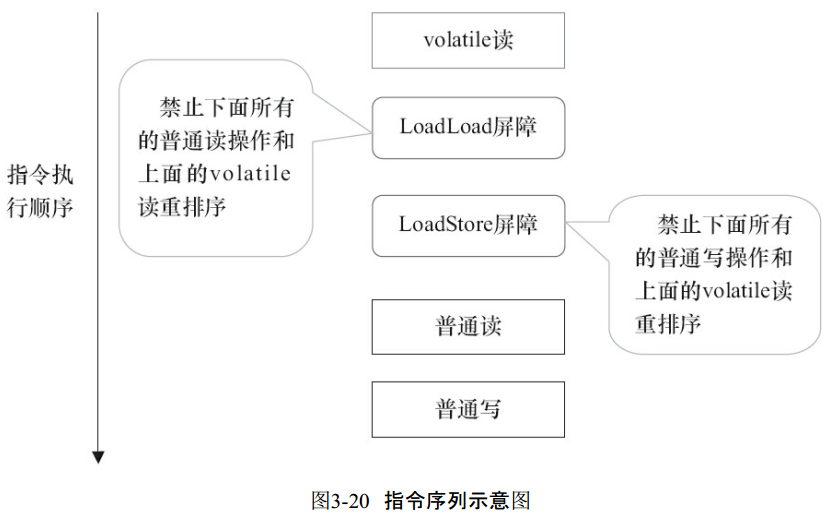 volatile读
禁止下面所有
的普通读操作和
上面的volatile
读重排序
LoadLoad屏障
指令执
行顺序
LoadStore屏障
禁止下面所有
的普通写操作和
上面的volatile读
重排序
普通读
普通写
图3-20 指令序列示意图